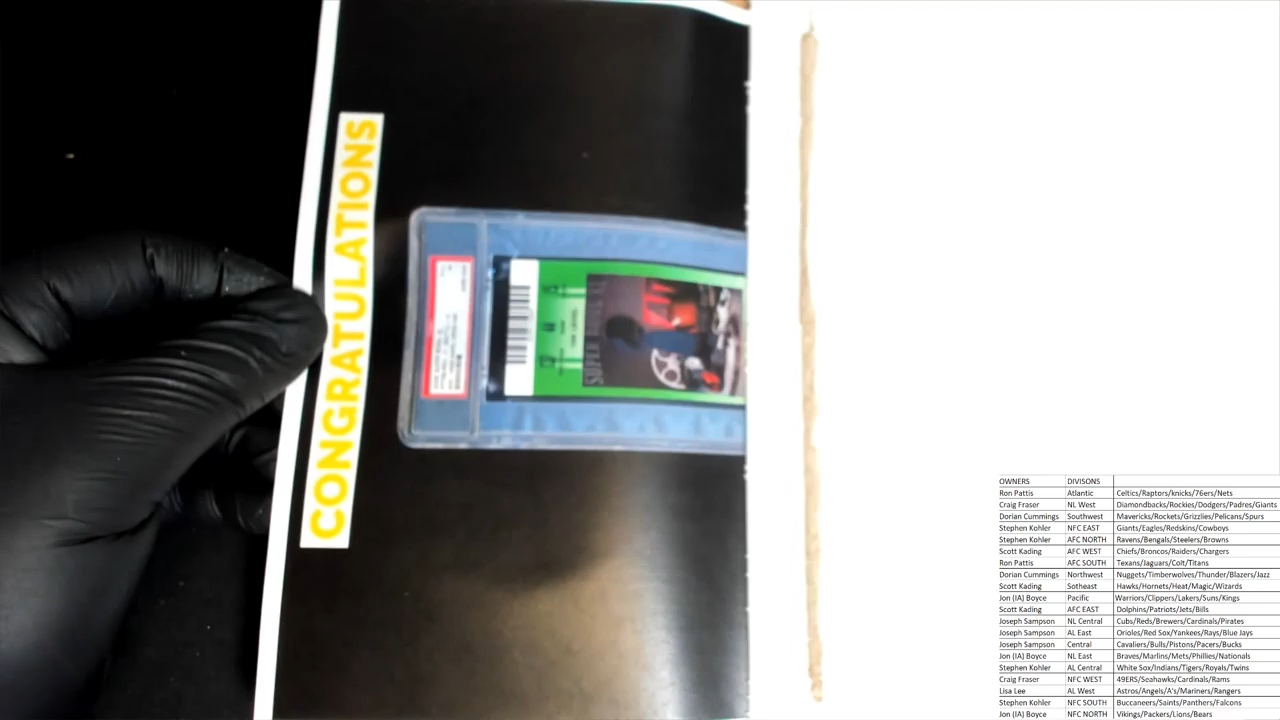 CONGRATULATIONS
SUPER
OWNERS DIVISONS
Ron Pattis Atlantic Celtics/Raptors/knicks/76ers/Nets
Craig Fraser NL West Diamondbacks/Rockies/Dodgers/Padres/Giants
Dorian Cummings Southwest Mavericks/Rockets/Grizzlies/Pelicans/Spurs
Stephen Kohler NFC EAST Giants/Eagles/Redskins/Cowboys
Stephen Kohler AFC NORTH Ravens/Bengals/Steelers/Browns
Scott Kading AFC WEST Chiefs/Broncos/Raiders/Chargers
Ron Pattis AFC SOUTH Texans/Jaguars/Colt/Titans
Dorian Cummings Northwest Nuggets/Timberwolves/Thunder/Blazers/Jazz
Scott Kading Sotheast Hawks/Hornets/Heat/Magic/Wizards
Jon (IA) Boyce Pacific Warriors/Clippers/Lakers/Suns/Kings
Scott Kading AFC EAST Dolphins/Patriots/Jets/Bills
Joseph Sampson NL Central Cubs/Reds/Brewers/Cardinals/Pirates
Joseph Sampson AL East Orioles/Red Sox/Yankees/Rays/Blue Jays
Joseph Sampson Central Cavaliers/Bulls/Pistons/Pacers/Bucks
Jon (IA) Boyce NL East Braves/Marlins/Mets/Phillies/Nationals
Stephen Kohler AL Central White Sox/Indians/Tigers/Royals/Twins
Craig Fraser NFC WEST 49ERS/Seahawks/Cardinals/Rams
Lisa Lee AL West Astros/Angels/A's/Mariners/Rangers
Stephen Kohler NFC SOUTH Buccaneers/Saints/Panthers/Falcons
Jon (IA) Boyce NFC NORTH Vikings/Packers/Lions/Bears